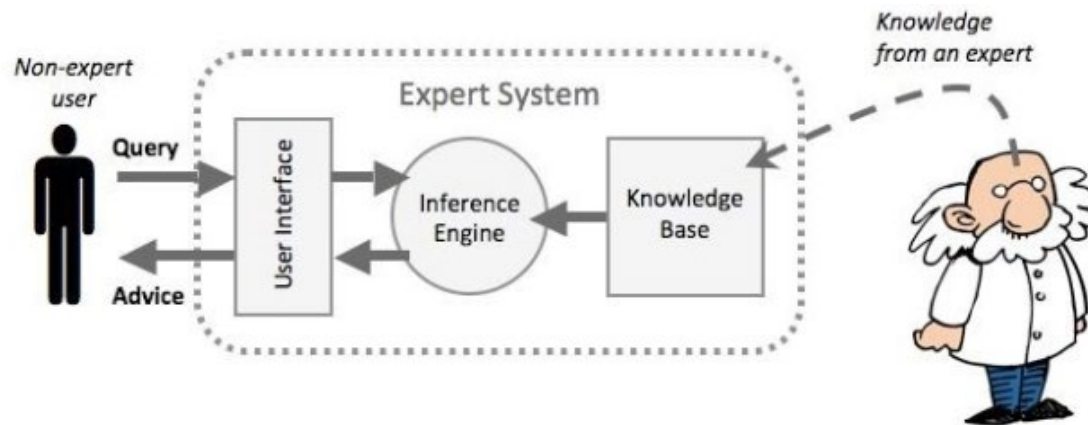 Non-expert
user
Query
Advice
Expert System
User Interface
Inference
Engine
Knowledge
Base
Knowledge
from an expert